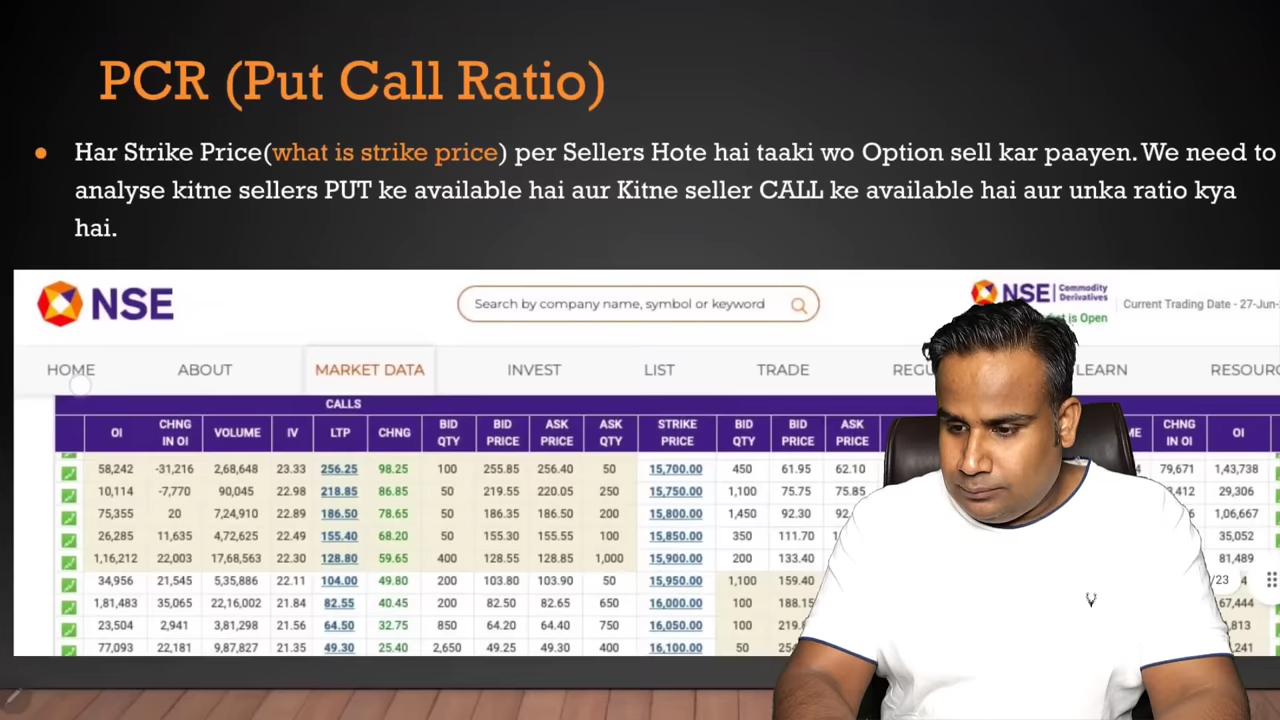 PCR (Put Call Ratio)
Har Strike Price(what is strike price) per Sellers Hote hai taaki wo Option sell kar paayen. We need to
analyse kitne sellers PUT ke available hai aur Kitne seller CALL ke available hai aur unka ratio kya
hai.
NSE Search by company name, symbol or keyword NSE Commodity Derivatives Current Trading Date - 27-Jun-
is Open
HOME ABOUT MARKET DATA INVEST LIST TRADE LEARN
CALLS
OI CHNG IN OI VOLUME IV LTP CHNG BID QTY BID PRICE ASK PRICE ASK QTY STRIKE PRICE BID QTY BID PRICE ASK PRICE CHNG IN OI OI
58,242 -31,216 2,68,648 23.33 256.25 98.25 100 255.85 256.40 50 15,700.00 450 61.95 62.10 79,671 1,43,738
10,114 -7,770 90,045 22.98 218.85 86.85 50 219.55 220.05 250 15,750.00 1,100 75.75 75.85 29,306
75,355 20 7,24,910 22.89 186.50 78.65 50 186.35 186.50 200 15,800.00 1,450 92.30 1,06,667
26,285 11,635 4,72,625 22.49 155.40 68.20 50 155.30 155.55 100 15,850.00 350 111.70 35,052
1,16,212 22,003 17,68,563 22.30 128.80 59.65 400 128.55 128.85 1,000 15,900.00 200 133.40 81,489
34,956 21,545 5,35,886 22.11 104.00 49.80 200 103.80 103.90 50 15,950.00 1,100 159.40 /23
1,81,483 35,065 22,16,002 21.84 82.55 40.45 200 82.50 82.65 650 16,000.00 100 188.15 67,444
23,504 2,941 3,81,298 21.56 64.50 32.75 850 64.20 64.40 750 16,050.00 100
77,093 22,181 9,87,827 21.35 49.30 25.40 2,650 49.25 49.30 400 16,100.00 50